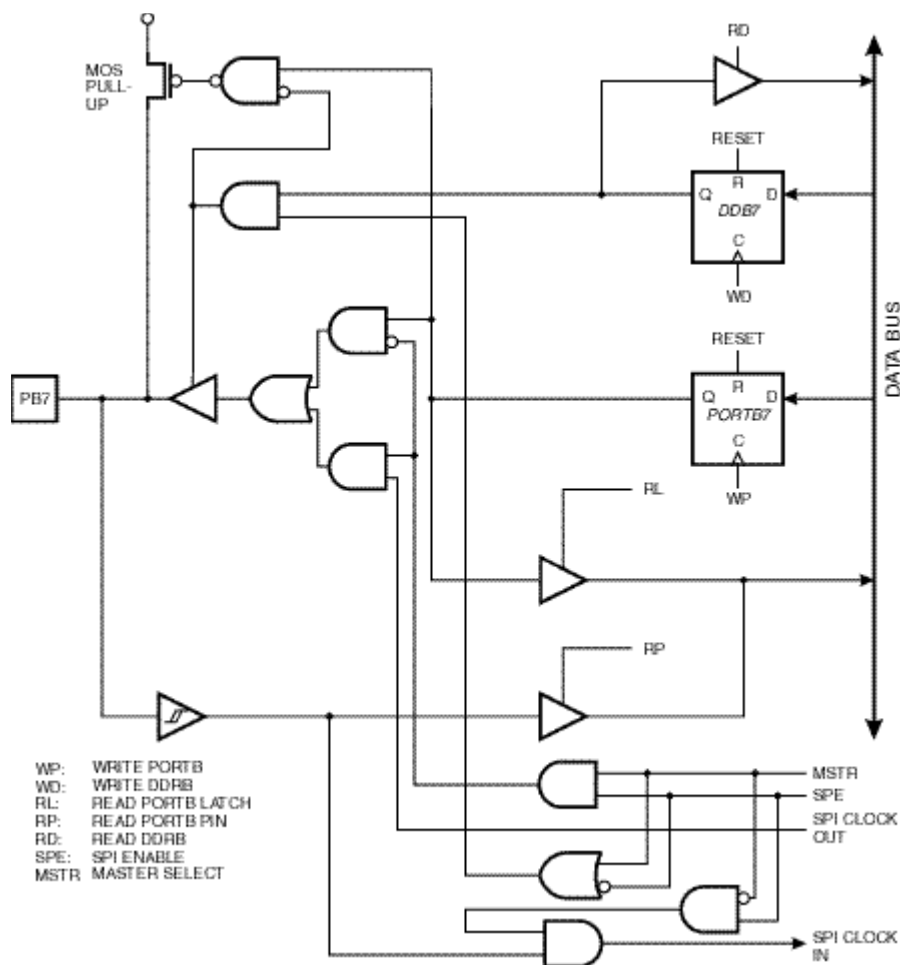 RD
MOS
PULL-
UP
RESET
Q
R
D
DDB7
C
WD
RESET
PB7
Q
R
D
PORTB7
C
WP
DATA BUS
RL
RP
WP: WRITE PORTB
WD: WRITE DDRB
RL: READ PORTB LATCH
RP: READ PORTB PIN
RD: READ DDRB
SPE: SPI ENABLE
MSTR MASTER SELECT
MSTR
SPE
SPI CLOCK
OUT
SPI CLOCK
IN